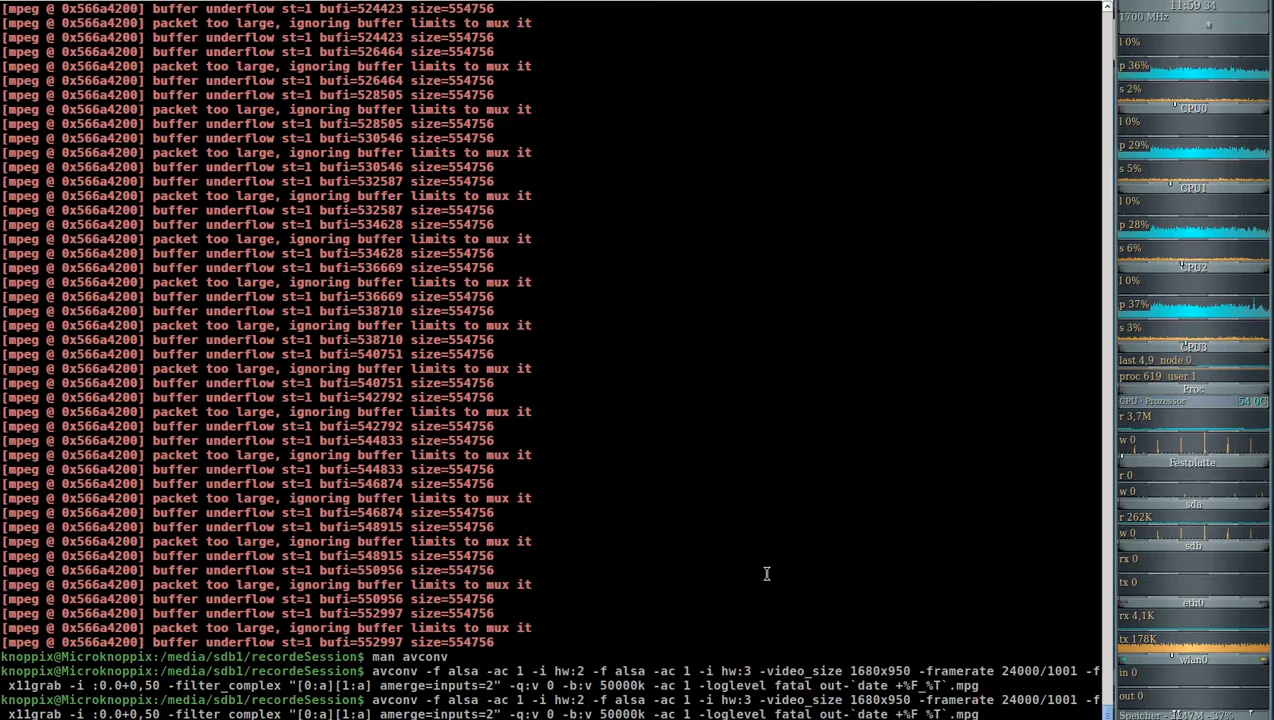 [mpeg @ 0x566a4200] buffer underflow st=1 bufi=524423 size=554756
[mpeg @ 0x566a4200] packet too large, ignoring buffer limits to mux it
[mpeg @ 0x566a4200] buffer underflow st=1 bufi=524423 size=554756
[mpeg @ 0x566a4200] buffer underflow st=1 bufi=526464 size=554756
[mpeg @ 0x566a4200] packet too large, ignoring buffer limits to mux it
[mpeg @ 0x566a4200] buffer underflow st=1 bufi=526464 size=554756
[mpeg @ 0x566a4200] buffer underflow st=1 bufi=528505 size=554756
[mpeg @ 0x566a4200] packet too large, ignoring buffer limits to mux it
[mpeg @ 0x566a4200] buffer underflow st=1 bufi=528505 size=554756
[mpeg @ 0x566a4200] buffer underflow st=1 bufi=530546 size=554756
[mpeg @ 0x566a4200] packet too large, ignoring buffer limits to mux it
[mpeg @ 0x566a4200] buffer underflow st=1 bufi=530546 size=554756
[mpeg @ 0x566a4200] buffer underflow st=1 bufi=532587 size=554756
[mpeg @ 0x566a4200] packet too large, ignoring buffer limits to mux it
[mpeg @ 0x566a4200] buffer underflow st=1 bufi=532587 size=554756
[mpeg @ 0x566a4200] buffer underflow st=1 bufi=534628 size=554756
[mpeg @ 0x566a4200] packet too large, ignoring buffer limits to mux it
[mpeg @ 0x566a4200] buffer underflow st=1 bufi=534628 size=554756
[mpeg @ 0x566a4200] buffer underflow st=1 bufi=536669 size=554756
[mpeg @ 0x566a4200] packet too large, ignoring buffer limits to mux it
[mpeg @ 0x566a4200] buffer underflow st=1 bufi=536669 size=554756
[mpeg @ 0x566a4200] buffer underflow st=1 bufi=538710 size=554756
[mpeg @ 0x566a4200] packet too large, ignoring buffer limits to mux it
[mpeg @ 0x566a4200] buffer underflow st=1 bufi=538710 size=554756
[mpeg @ 0x566a4200] buffer underflow st=1 bufi=540751 size=554756
[mpeg @ 0x566a4200] packet too large, ignoring buffer limits to mux it
[mpeg @ 0x566a4200] buffer underflow st=1 bufi=540751 size=554756
[mpeg @ 0x566a4200] buffer underflow st=1 bufi=542792 size=554756
[mpeg @ 0x566a4200] packet too large, ignoring buffer limits to mux it
[mpeg @ 0x566a4200] buffer underflow st=1 bufi=542792 size=554756
[mpeg @ 0x566a4200] buffer underflow st=1 bufi=544833 size=554756
[mpeg @ 0x566a4200] packet too large, ignoring buffer limits to mux it
[mpeg @ 0x566a4200] buffer underflow st=1 bufi=544833 size=554756
[mpeg @ 0x566a4200] buffer underflow st=1 bufi=546874 size=554756
[mpeg @ 0x566a4200] packet too large, ignoring buffer limits to mux it
[mpeg @ 0x566a4200] buffer underflow st=1 bufi=546874 size=554756
[mpeg @ 0x566a4200] buffer underflow st=1 bufi=548915 size=554756
[mpeg @ 0x566a4200] packet too large, ignoring buffer limits to mux it
[mpeg @ 0x566a4200] buffer underflow st=1 bufi=548915 size=554756
[mpeg @ 0x566a4200] buffer underflow st=1 bufi=550956 size=554756
[mpeg @ 0x566a4200] packet too large, ignoring buffer limits to mux it
[mpeg @ 0x566a4200] buffer underflow st=1 bufi=550956 size=554756
[mpeg @ 0x566a4200] buffer underflow st=1 bufi=552997 size=554756
[mpeg @ 0x566a4200] packet too large, ignoring buffer limits to mux it
[mpeg @ 0x566a4200] buffer underflow st=1 bufi=552997 size=554756
knoppix@Microknoppix:/media/sdb1/recordeSession$ man avconv
knoppix@Microknoppix:/media/sdb1/recordeSession$ avconv -f alsa -ac 1 -i hw:2 -f alsa -ac 1 -i hw:3 -video_size 1680x950 -framerate 24000/1001 -f
x11grab -i :0.0+0,50 -filter_complex "[0:a][1:a] amerge=inputs=2" -q:v 0 -b:v 50000k -ac 1 -loglevel fatal out-`date +%F_%T`.mpg
knoppix@Microknoppix:/media/sdb1/recordeSession$ avconv -f alsa -ac 1 -i hw:2 -f alsa -ac 1 -i hw:3 -video_size 1680x950 -framerate 24000/1001 -f
x11grab -i :0.0+0,50 -filter_complex "[0:a][1:a] amerge=inputs=2" -q:v 0 -b:v 50000k -ac 1 -loglevel fatal out-`date +%F_%T`.mpg
11:59 34
1700 MHz
l 0%
p 36%
s 2%
CPU0
l 0%
p 29%
s 5%
CPU1
l 0%
p 28%
s 6%
CPU2
l 0%
p 37%
s 3%
CPU3
last 4,9 node 0
proc 619 user 1
Proc
CPU - Prozessor 54.0C
r 3,7M
w 0
Festplatte
r 0
w 0
sda
r 262K
w 0
sdb
rx 0
tx 0
eth0
rx 4,1K
tx 178K
wlan0
in 0
out 0
Speicher - 1247M - 37%